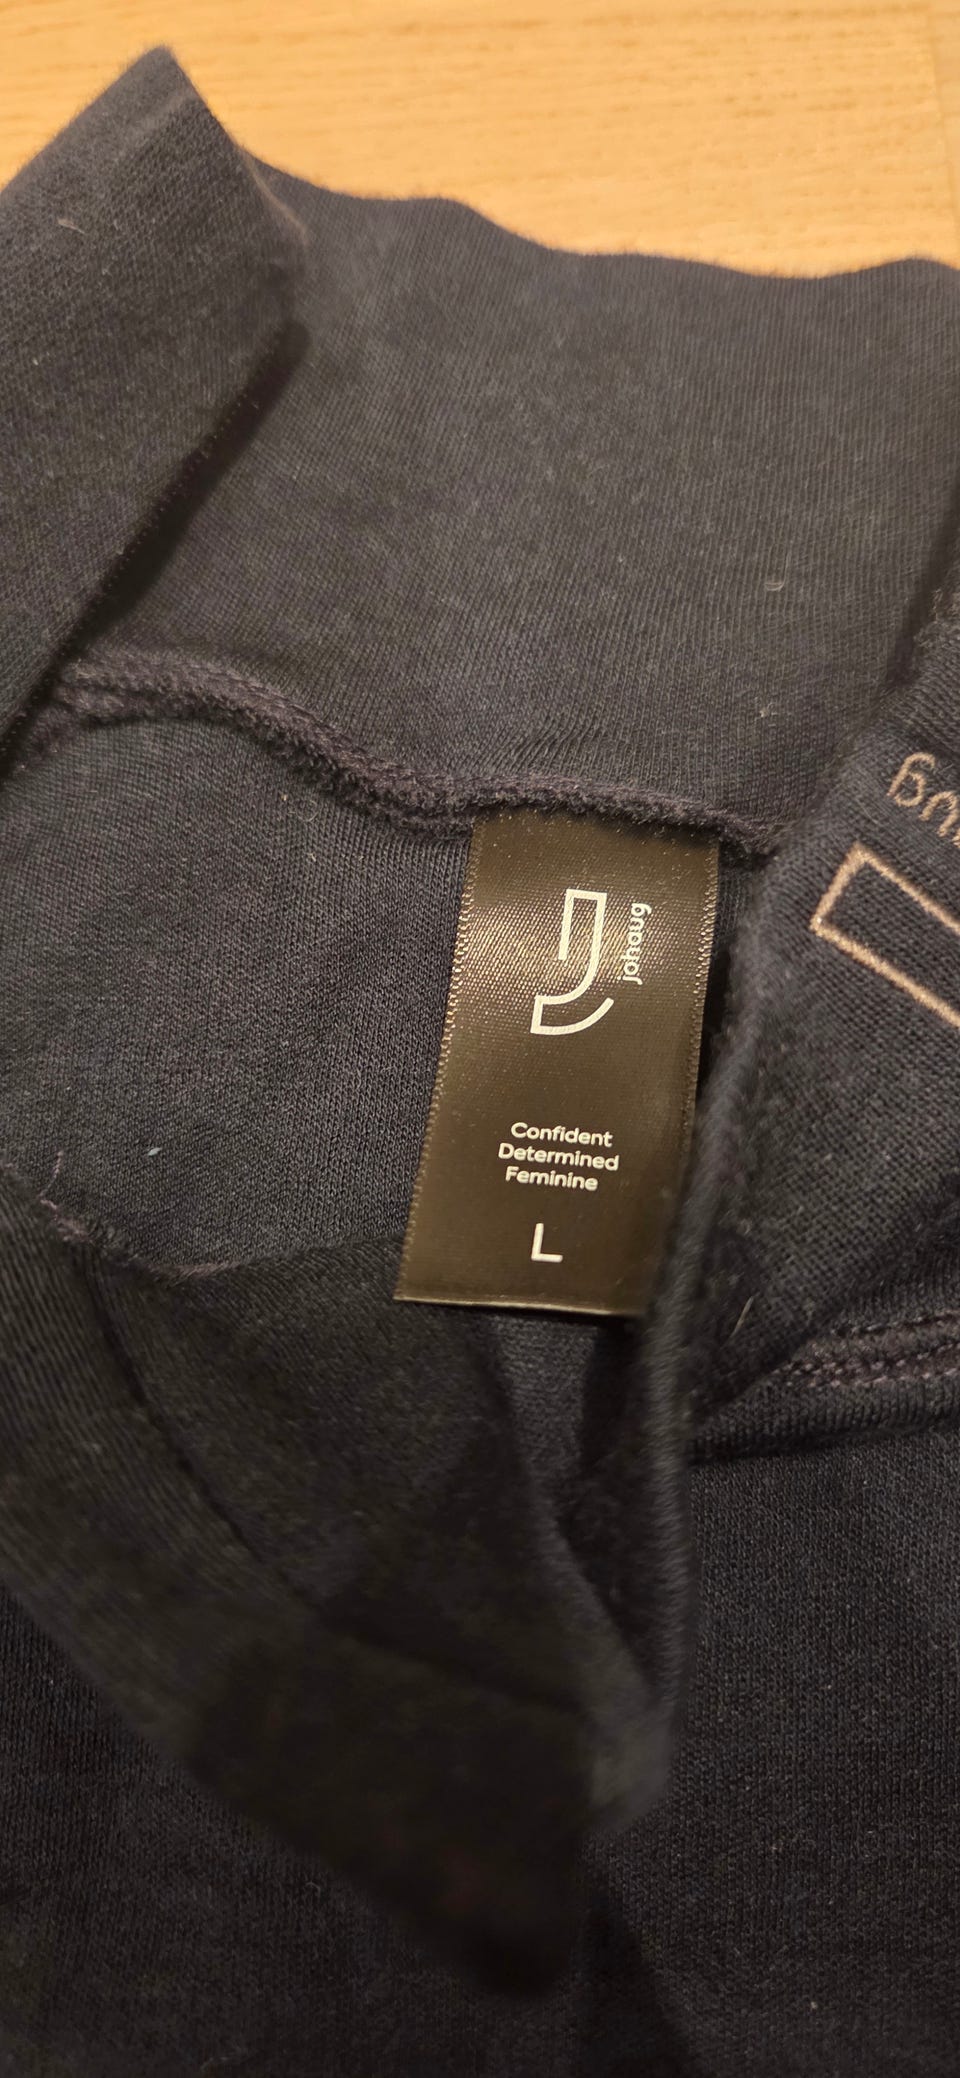 Johaug
Confident
Determined
Feminine
L